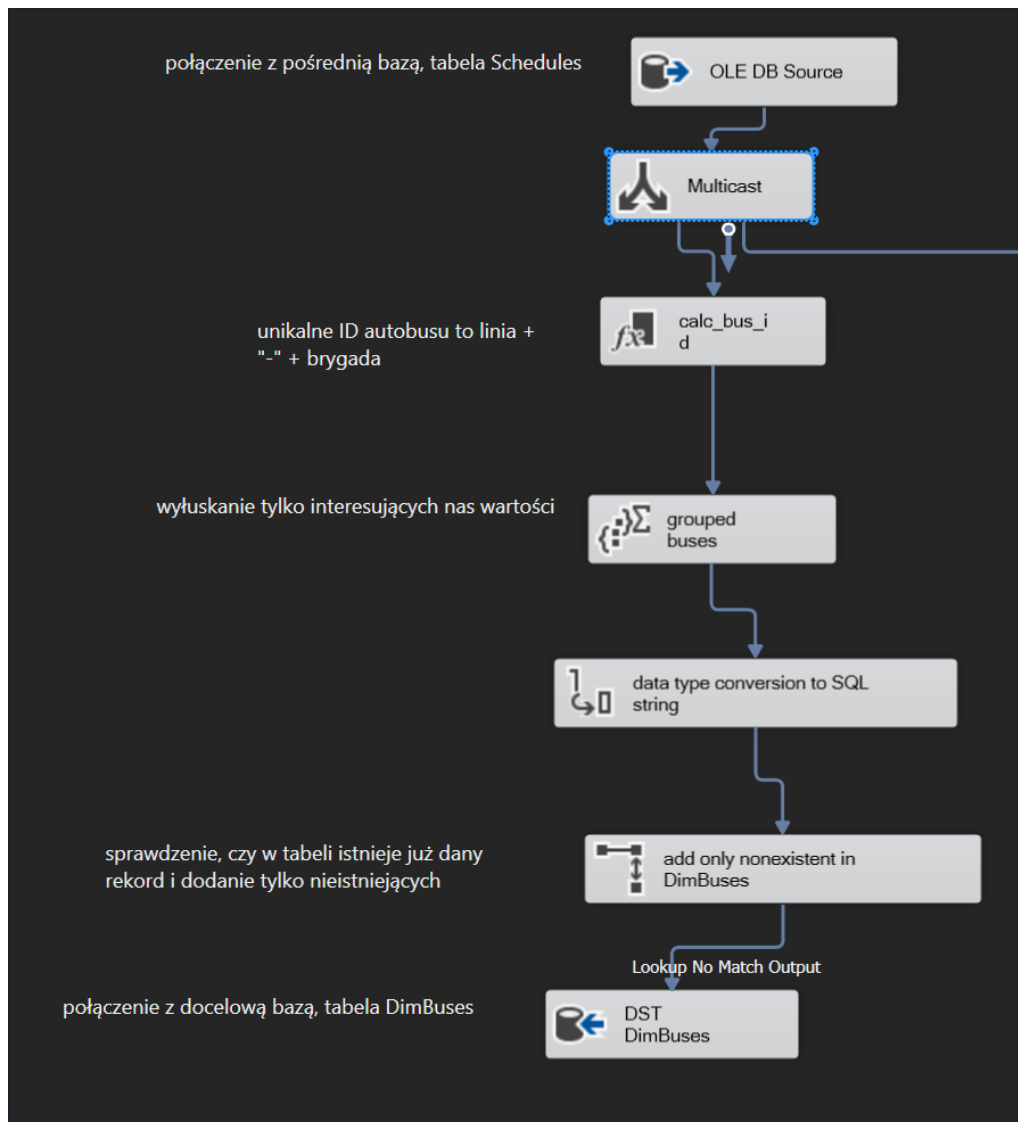 połączenie z pośrednią bazą, tabela Schedules
OLE DB Source
Multicast
unikalne ID autobusu to linia +
"-" + brygada
calc_bus_i
d
wyłuskanie tylko interesujących nas wartości
grouped
buses
data type conversion to SQL
string
sprawdzenie, czy w tabeli istnieje już dany
rekord i dodanie tylko nieistniejących
add only nonexistent in
DimBuses
Lookup No Match Output
połączenie z docelową bazą, tabela DimBuses
DST
DimBuses